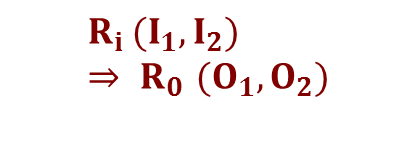 Rᵢ (I₁, I₂)
⇒ R₀ (O₁, O₂)